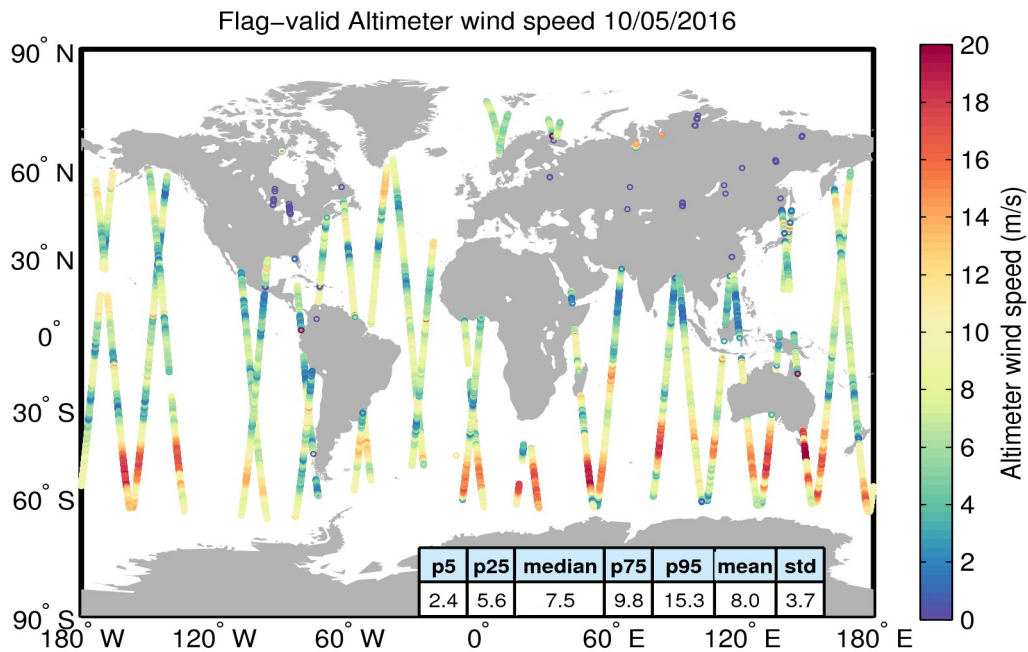 Flag−valid Altimeter wind speed 10/05/2016
90° N
60° N
30° N
0°
30° S
60° S
90° S
180° W
120° W
60° W
0°
60° E
120° E
180° E
p5 p25 median p75 p95 mean std
2.4 5.6 7.5 9.8 15.3 8.0 3.7
20
18
16
14
12
10
8
6
4
2
0
Altimeter wind speed (m/s)